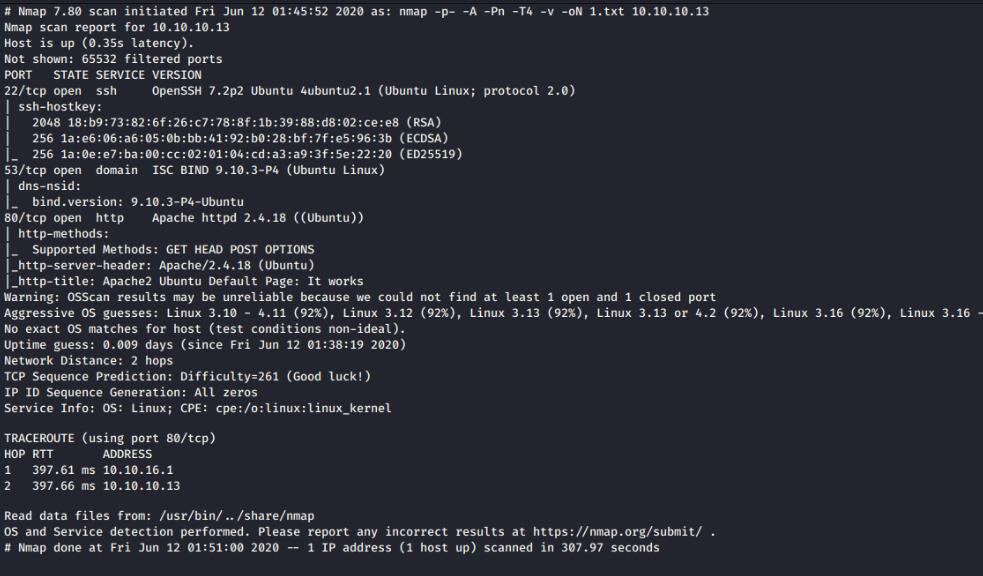 # Nmap 7.80 scan initiated Fri Jun 12 01:45:52 2020 as: nmap -p- -A -Pn -T4 -v -oN 1.txt 10.10.10.13
Nmap scan report for 10.10.10.13
Host is up (0.35s latency).
Not shown: 65532 filtered ports
PORT   STATE SERVICE VERSION
22/tcp open  ssh     OpenSSH 7.2p2 Ubuntu 4ubuntu2.1 (Ubuntu Linux; protocol 2.0)
| ssh-hostkey:
|   2048 18:b9:73:82:6f:26:c7:78:8f:1b:39:88:d8:02:ce:e8 (RSA)
|   256 1a:e6:06:a6:05:0b:bb:41:92:b0:28:bf:7f:e5:96:3b (ECDSA)
|_  256 1a:0e:e7:ba:00:cc:02:01:04:cd:a3:a9:3f:5e:22:20 (ED25519)
53/tcp open  domain  ISC BIND 9.10.3-P4 (Ubuntu Linux)
| dns-nsid:
|_  bind.version: 9.10.3-P4-Ubuntu
80/tcp open  http    Apache httpd 2.4.18 ((Ubuntu))
| http-methods:
|_  Supported Methods: GET HEAD POST OPTIONS
|_http-server-header: Apache/2.4.18 (Ubuntu)
|_http-title: Apache2 Ubuntu Default Page: It works
Warning: OSScan results may be unreliable because we could not find at least 1 open and 1 closed port
Aggressive OS guesses: Linux 3.10 - 4.11 (92%), Linux 3.12 (92%), Linux 3.13 (92%), Linux 3.13 or 4.2 (92%), Linux 3.16 (92%), Linux 3.16 -
No exact OS matches for host (test conditions non-ideal).
Uptime guess: 0.009 days (since Fri Jun 12 01:38:19 2020)
Network Distance: 2 hops
TCP Sequence Prediction: Difficulty=261 (Good luck!)
IP ID Sequence Generation: All zeros
Service Info: OS: Linux; CPE: cpe:/o:linux:linux_kernel

TRACEROUTE (using port 80/tcp)
HOP RTT       ADDRESS
1   397.61 ms 10.10.16.1
2   397.66 ms 10.10.10.13

Read data files from: /usr/bin/../share/nmap
OS and Service detection performed. Please report any incorrect results at https://nmap.org/submit/ .
# Nmap done at Fri Jun 12 01:51:00 2020 -- 1 IP address (1 host up) scanned in 307.97 seconds